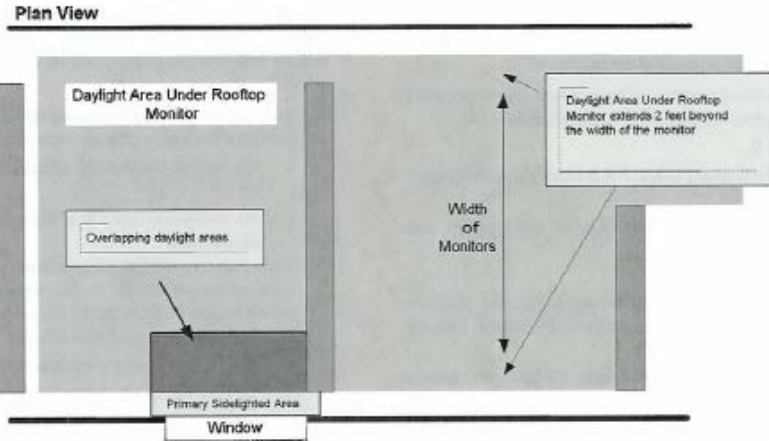 Plan View
Daylight Area Under Rooftop
Monitor
Daylight Area Under Rooftop
Monitor extends 2 feet beyond
the width of the monitor
Width
of
Monitors
Overlapping daylight areas
Primary Sidelighted Area
Window